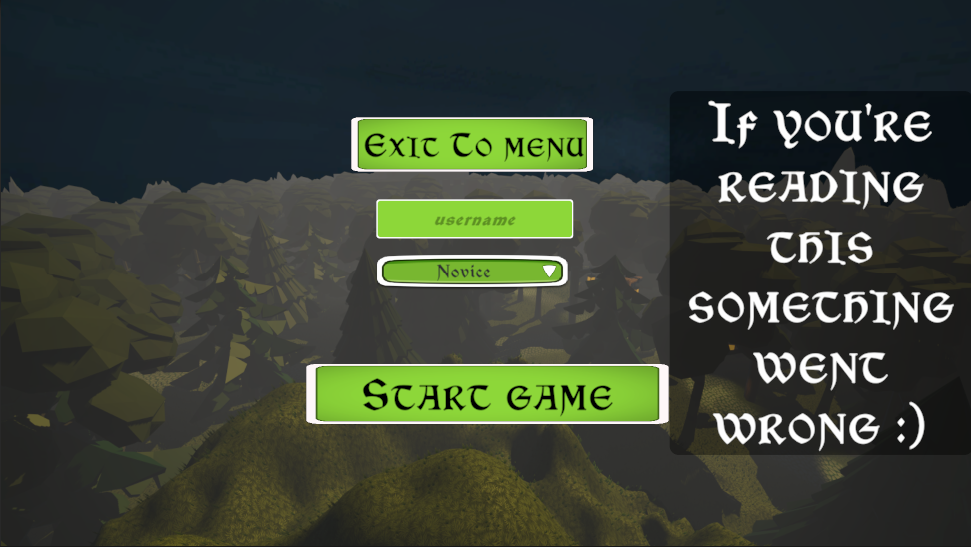 Exit To menu
username
Novice
Start game
If you're
reading
this
something
went
wrong :)